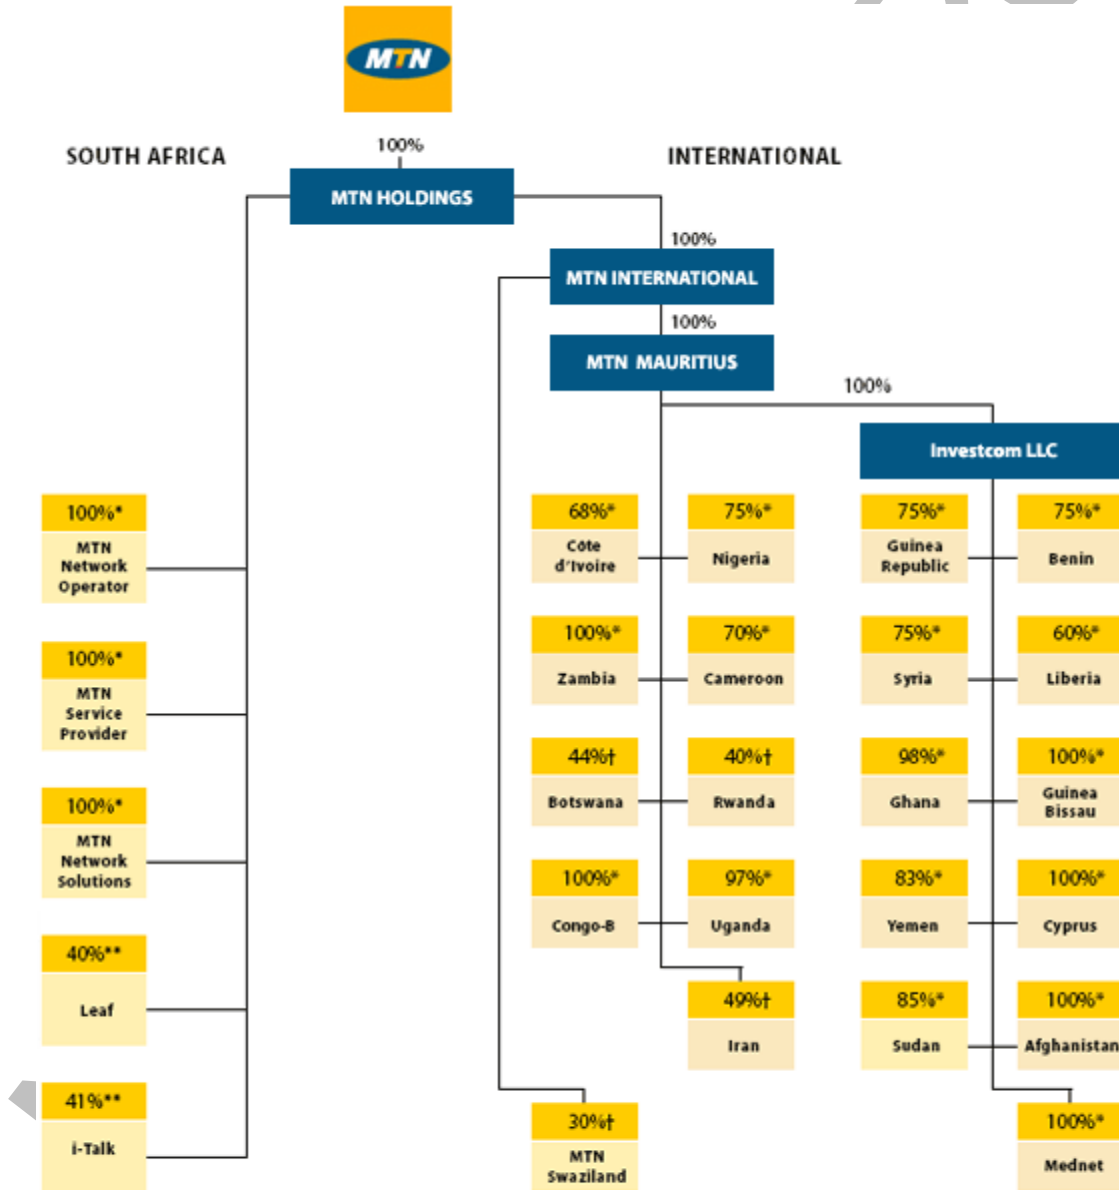 MTN
SOUTH AFRICA
100%
INTERNATIONAL
MTN HOLDINGS
100%
MTN INTERNATIONAL
100%
MTN MAURITIUS
100%
Investcom LLC
100%*
MTN
Network
Operator
100%*
MTN
Service
Provider
100%*
MTN
Network
Solutions
40%**
Leaf
41%**
i-Talk
68%*
Côte
d'Ivoire
75%*
Nigeria
100%*
Zambia
70%*
Cameroon
44%†
Botswana
40%†
Rwanda
100%*
Congo-B
97%*
Uganda
49%†
Iran
30%†
MTN
Swaziland
75%*
Guinea
Republic
75%*
Benin
75%*
Syria
60%*
Liberia
98%*
Ghana
100%*
Guinea
Bissau
83%*
Yemen
100%*
Cyprus
85%*
Sudan
100%*
Afghanistan
100%*
Mednet